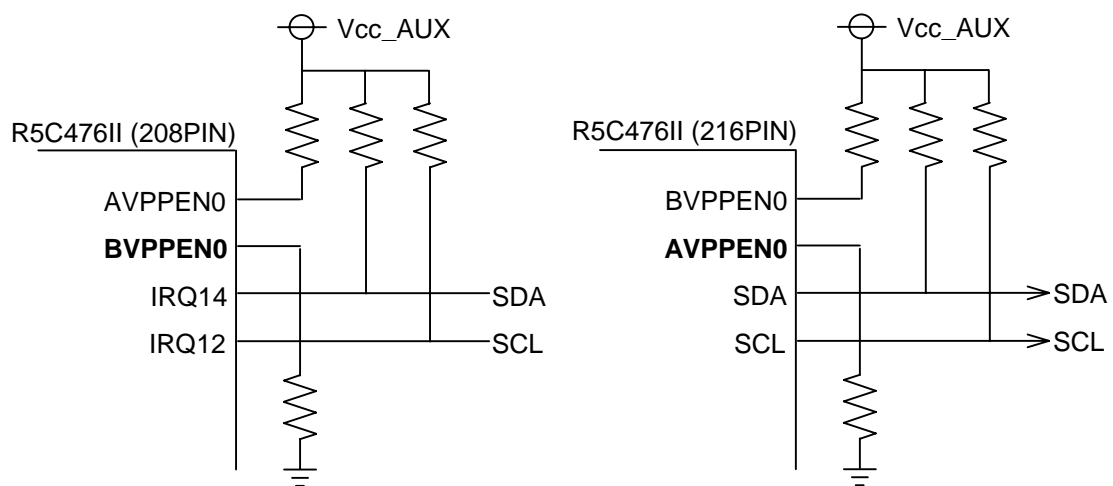 Vcc_AUX
R5C476II (208PIN)
AVPPEN0
BVPPEN0
IRQ14
SDA
IRQ12
SCL
Vcc_AUX
R5C476II (216PIN)
BVPPEN0
AVPPEN0
SDA
SDA
SCL
SCL